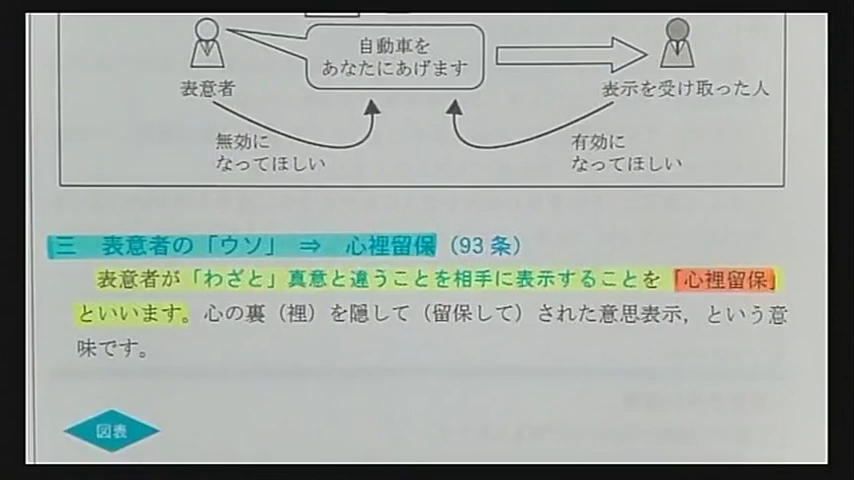 自動車を
あなたにあげます
表意者
表示を受け取った人
無効に
なってほしい
有効に
なってほしい
三 表意者の「ウソ」 ⇒ 心裡留保（93条）
表意者が「わざと」真意と違うことを相手に表示することを「心裡留保」
といいます。心の裏（裡）を隠して（留保して）された意思表示，という意
味です。
図表